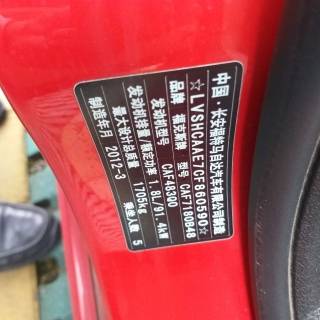 中国·长安福特马自达汽车有限公司制造
☆LVSHCAAE7CF860590☆
品牌 福克斯牌 型号 CAF7180B48
发动机型号 CAF483Q0
发动机排量/额定功率 1.8L/91.4kW
最大设计总质量 1705kg 乘坐人数 5
制造年月 2012-3